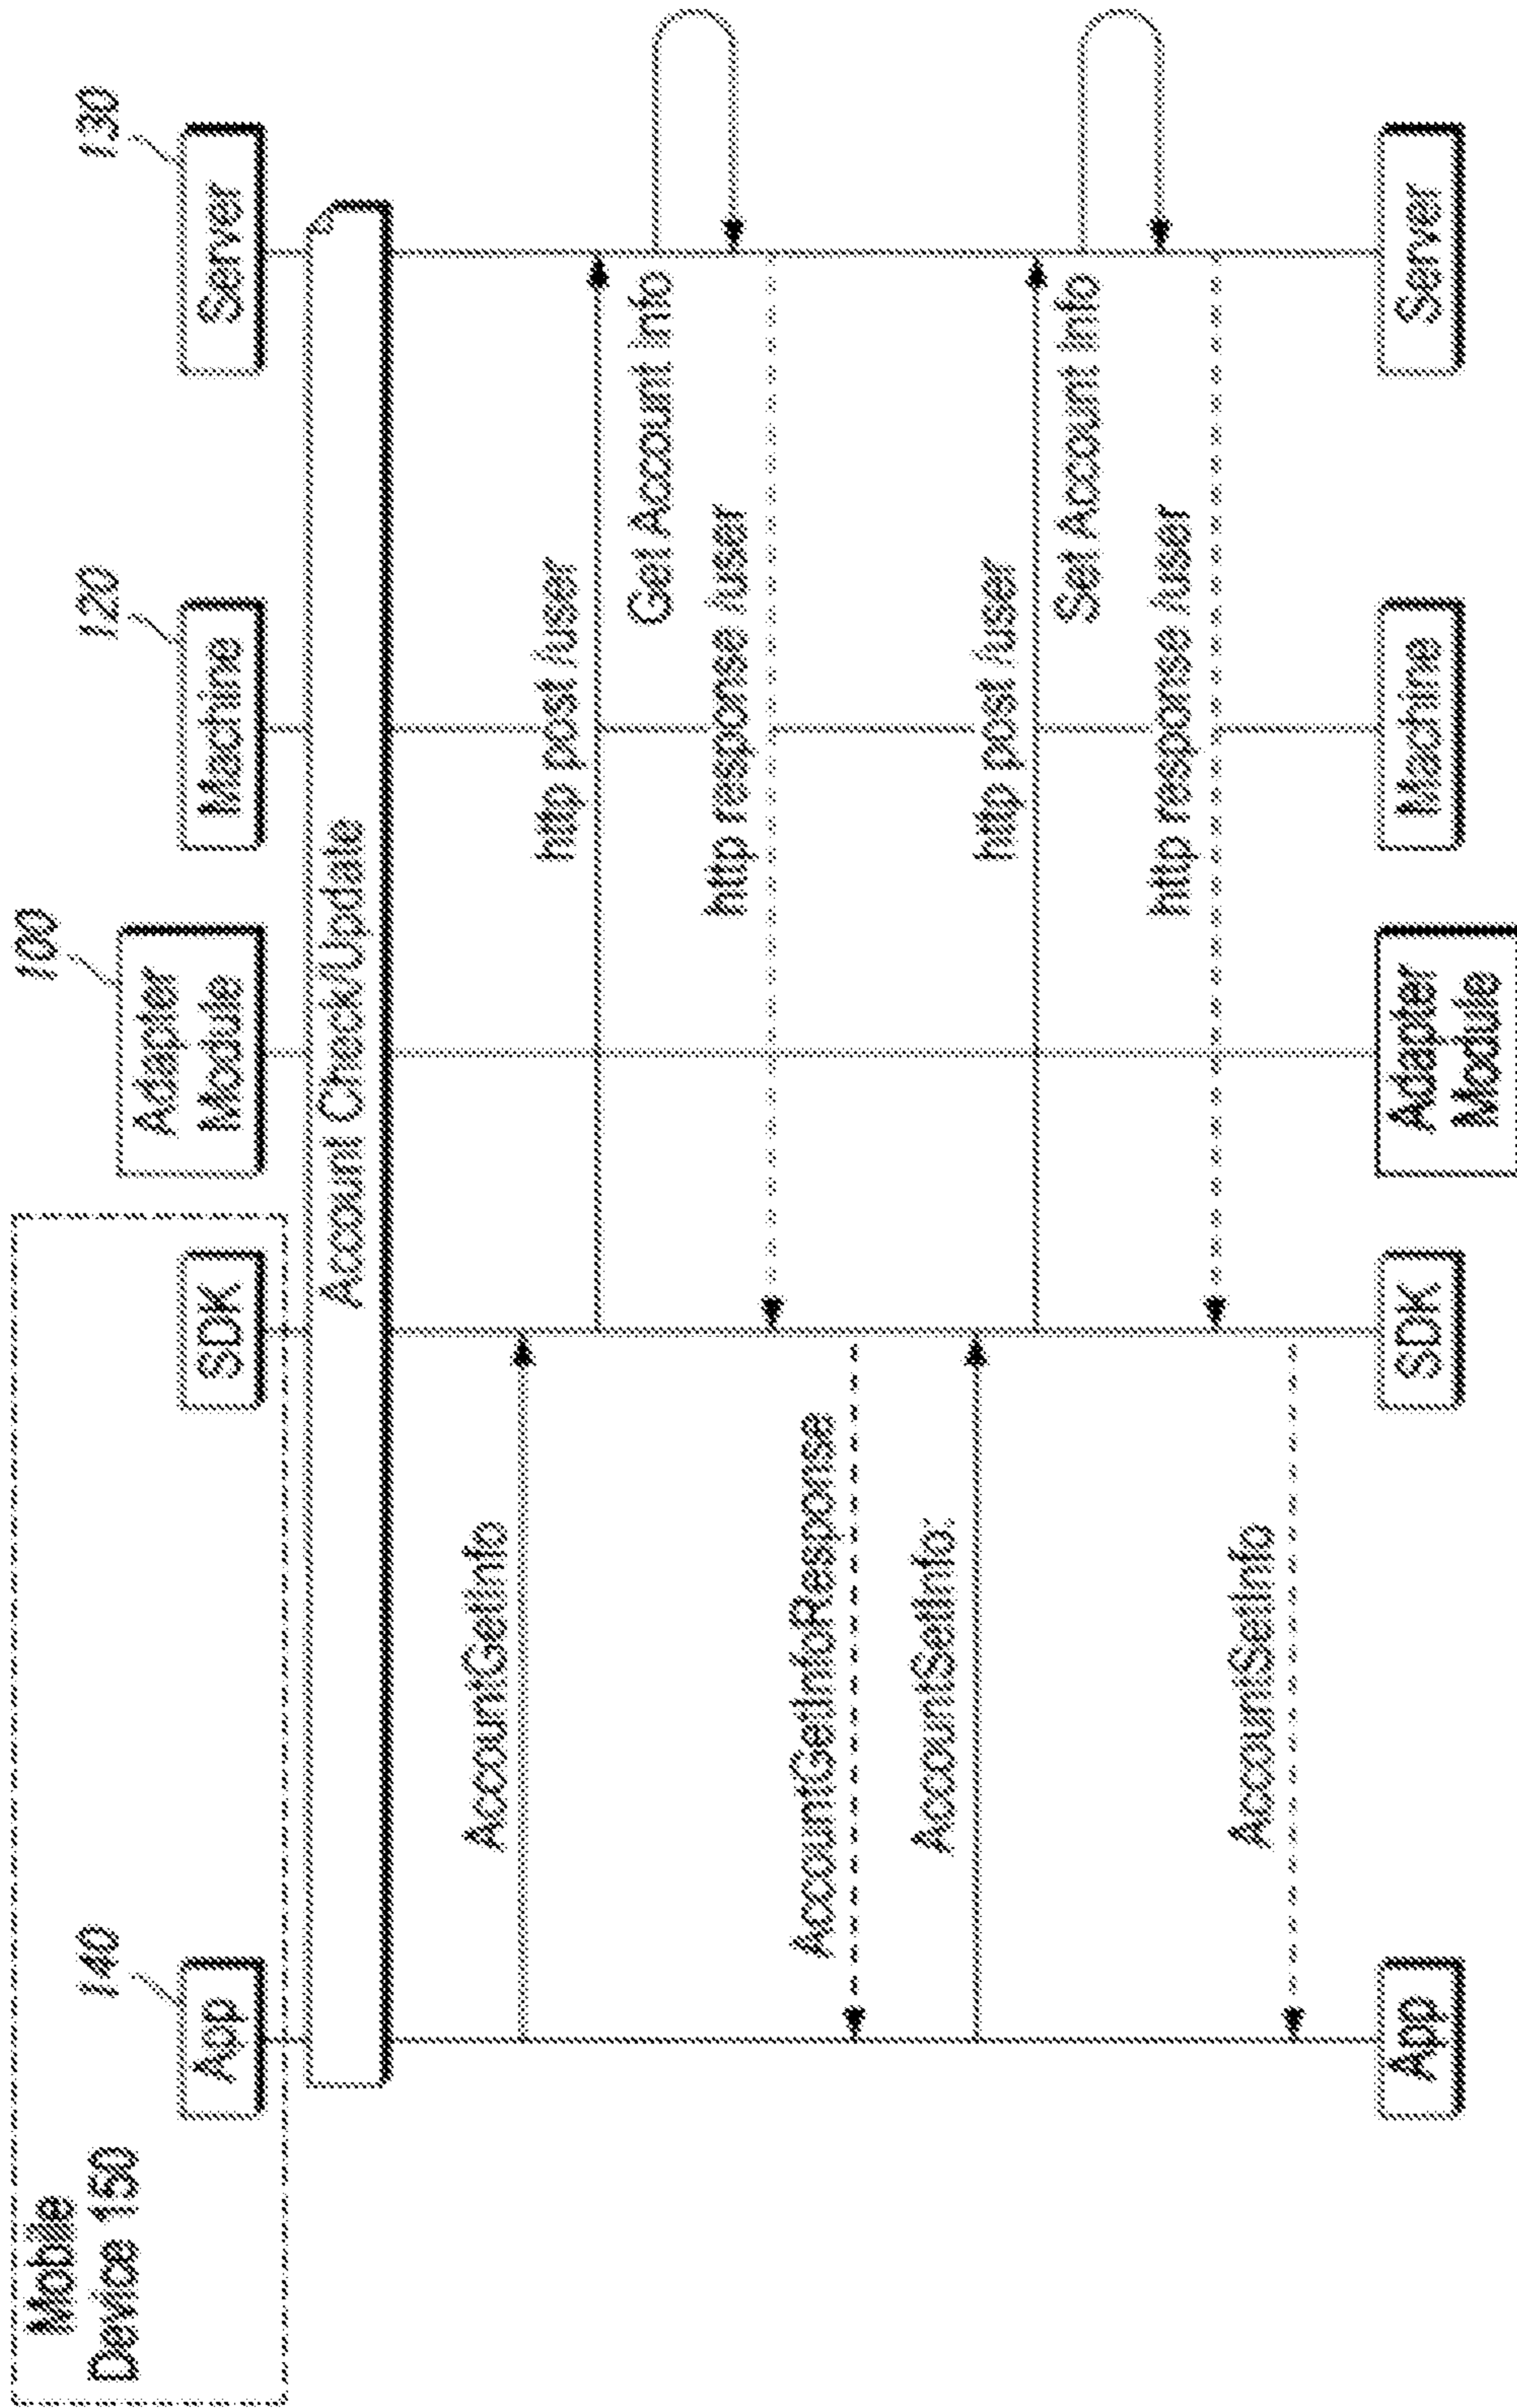 Mobile
Device 150
140
App
SDK
100
Adapter
Module
120
Machine
130
Server
Account Check/Update
AccountGetInfo
http post /user
Get Account Info
http response /user
AccountGetInfoResponse
AccountSetInfo:
http post /user
Set Account Info
http response /user
AccountSetInfo
App
SDK
Adapter
Module
Machine
Server